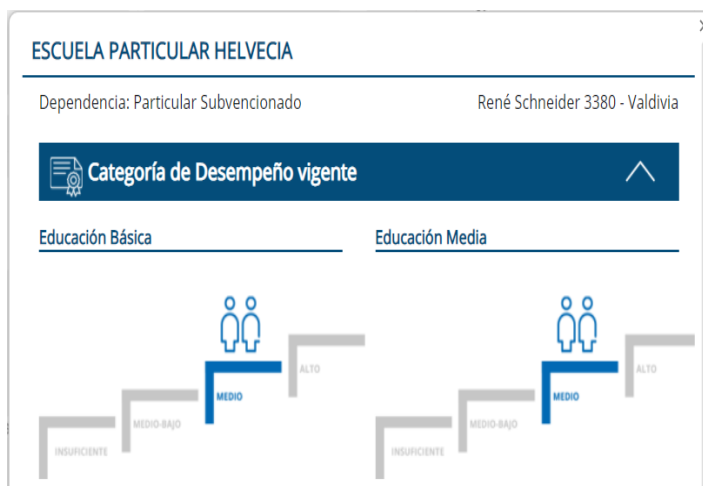 ESCUELA PARTICULAR HELVECIA
Dependencia: Particular Subvencionado
René Schneider 3380 - Valdivia
Categoría de Desempeño vigente
Educación Básica
Educación Media
ALTO
MEDIO
MEDIO-BAJO
INSUFICIENTE
ALTO
MEDIO
MEDIO-BAJO
INSUFICIENTE